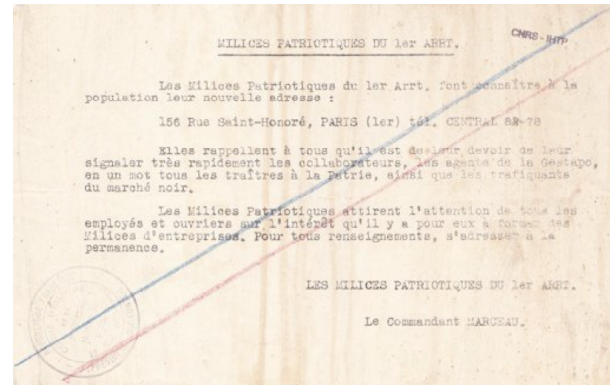 CNRS - IHTP
MILICES PATRIOTIQUES DU 1er ARRT.
Les Milices Patriotiques du 1er Arrt. font connaître à la
population leur nouvelle adresse :
156 Rue Saint-Honoré, PARIS (1er) tél. CENTRAL 82-78
Elles rappellent à tous qu'il est de leur devoir de leur
signaler très rapidement les collaborateurs, les agents de la Gestapo,
en un mot tous les traîtres à la Patrie, ainsi que les trafiquants
du marché noir.
Les Milices Patriotiques attirent l'attention de tous les
employés et ouvriers sur l'intérêt qu'il y a pour eux à former des
Milices d'entreprises. Pour tous renseignements, s'adresser à la
permanence.
LES MILICES PATRIOTIQUES DU 1er ARRT.
Le Commandant MARCEAU.